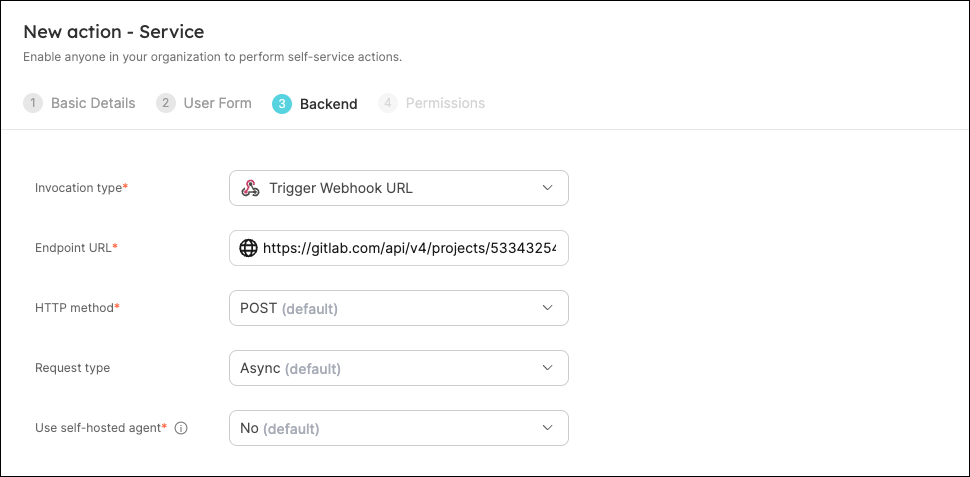 New action - Service
Enable anyone in your organization to perform self-service actions.
1 Basic Details 2 User Form 3 Backend 4 Permissions
Invocation type* Trigger Webhook URL
Endpoint URL* https://gitlab.com/api/v4/projects/53343254
HTTP method* POST (default)
Request type Async (default)
Use self-hosted agent* No (default)